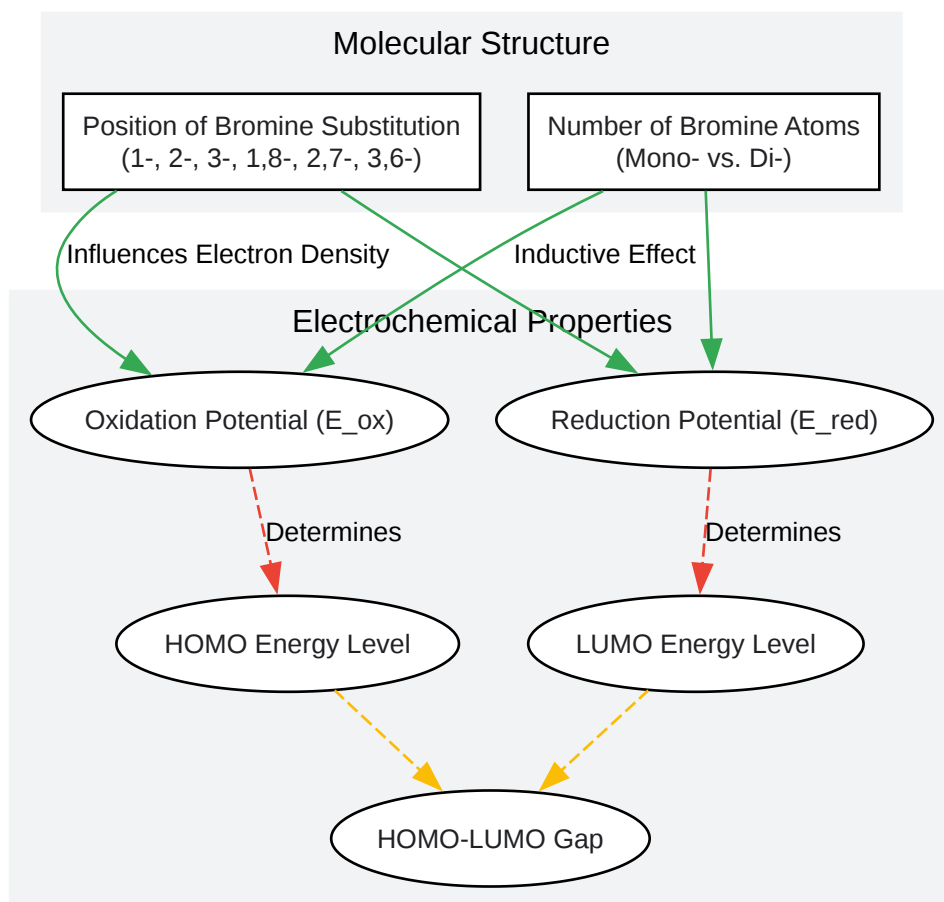 Molecular Structure
Position of Bromine Substitution
(1-, 2-, 3-, 1,8-, 2,7-, 3,6-)
Number of Bromine Atoms
(Mono- vs. Di-)
Influences Electron Density
Inductive Effect
Electrochemical Properties
Oxidation Potential (E_ox)
Reduction Potential (E_red)
Determines
Determines
HOMO Energy Level
LUMO Energy Level
HOMO-LUMO Gap